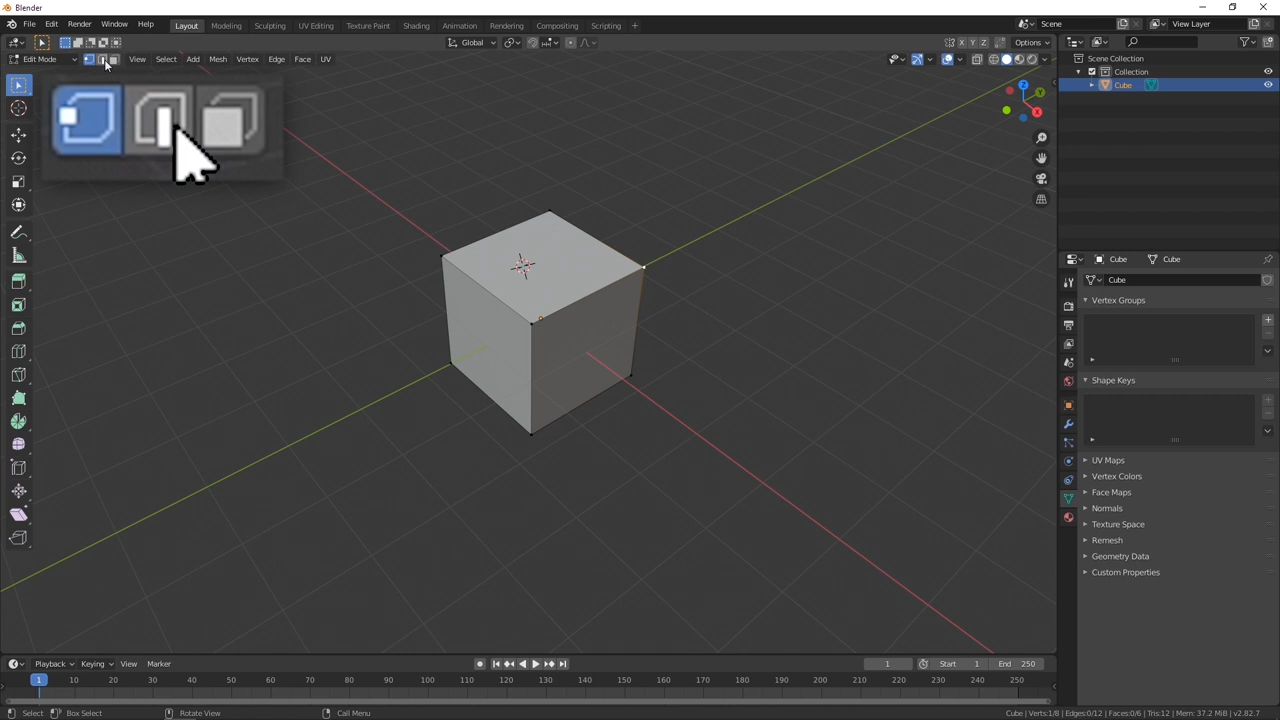 Blender
File Edit Render Window Help Layout Modeling Sculpting UV Editing Texture Paint Shading Animation Rendering Compositing Scripting + Scene View Layer
Global X Y Z Options
Edit Mode View Select Add Mesh Vertex Edge Face UV
Scene Collection
Collection
Cube
Z
Y
X
Cube Cube
Cube
Vertex Groups
Shape Keys
UV Maps
Vertex Colors
Face Maps
Normals
Texture Space
Remesh
Geometry Data
Custom Properties
Playback Keying View Marker 1 Start 1 End 250
1 10 20 30 40 50 60 70 80 90 100 110 120 130 140 150 160 170 180 190 200 210 220 230 240 250
Select Box Select Rotate View Call Menu Cube | Verts:1/8 | Edges:0/12 | Faces:0/6 | Tris:12 | Mem: 37.2 MiB | v2.82.7